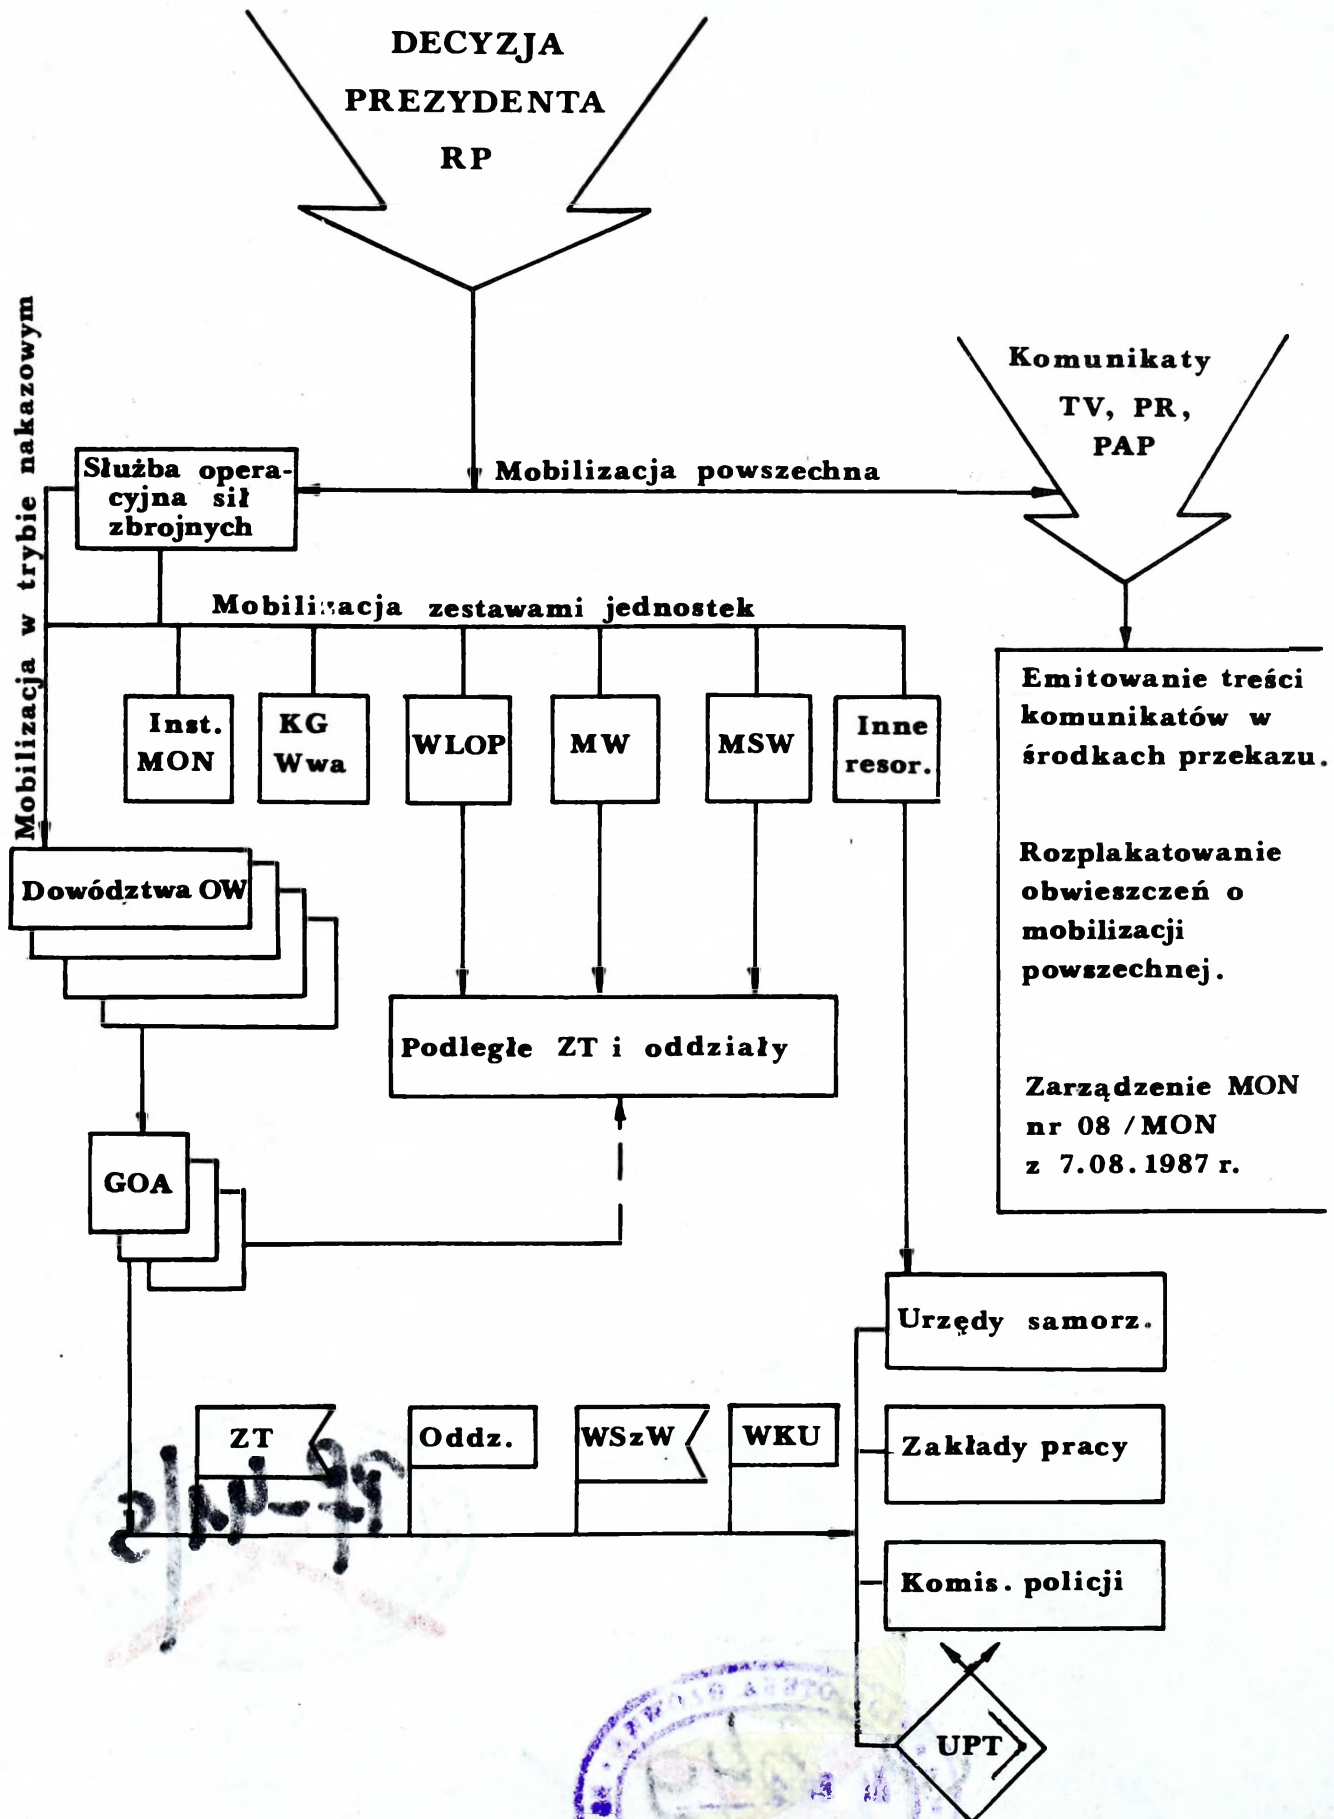 DECYZJA
PREZYDENTA
RP
Mobilizacja w trybie nakazowym
Komunikaty
TV, PR,
PAP
Służba opera-
cyjna sił
zbrojnych
Mobilizacja powszechna
Mobilizacja zestawami jednostek
Inst.
MON
KG
Wwa
WLOP
MW
MSW
Inne
resor.
Emitowanie treści
komunikatów w
środkach przekazu.
Rozplakatowanie
obwieszczeń o
mobilizacji
powszechnej.
Zarządzenie MON
nr 08 /MON
z 7.08.1987 r.
Dowództwa OW
Podległe ZT i oddziały
GOA
Urzędy samorz.
ZT
Oddz.
WSzW
WKU
Zakłady pracy
Komis. policji
UPT